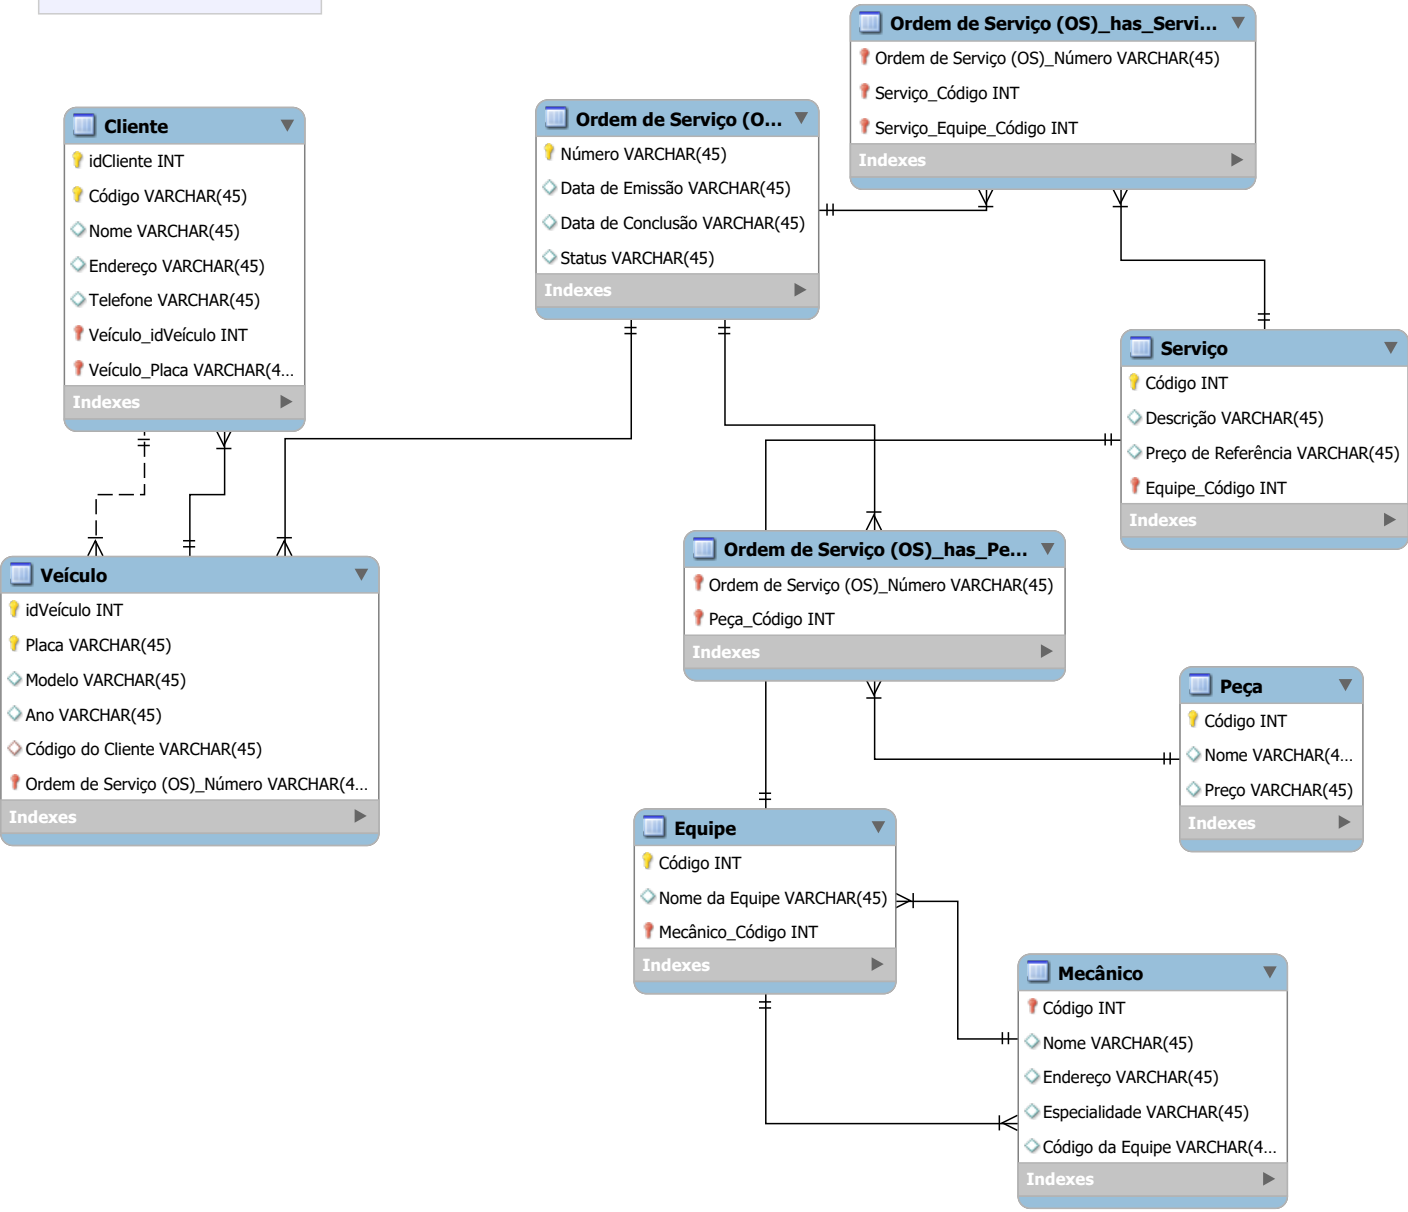 Ordem de Serviço (OS)_has_Servi...
Ordem de Serviço (OS)_Número VARCHAR(45)
Serviço_Código INT
Serviço_Equipe_Código INT
Indexes
Cliente
idCliente INT
Código VARCHAR(45)
Nome VARCHAR(45)
Endereço VARCHAR(45)
Telefone VARCHAR(45)
Veículo_idVeículo INT
Veículo_Placa VARCHAR(4...
Indexes
Ordem de Serviço (O...
Número VARCHAR(45)
Data de Emissão VARCHAR(45)
Data de Conclusão VARCHAR(45)
Status VARCHAR(45)
Indexes
Serviço
Código INT
Descrição VARCHAR(45)
Preço de Referência VARCHAR(45)
Equipe_Código INT
Indexes
Veículo
idVeículo INT
Placa VARCHAR(45)
Modelo VARCHAR(45)
Ano VARCHAR(45)
Código do Cliente VARCHAR(45)
Ordem de Serviço (OS)_Número VARCHAR(4...
Indexes
Ordem de Serviço (OS)_has_Pe...
Ordem de Serviço (OS)_Número VARCHAR(45)
Peça_Código INT
Indexes
Peça
Código INT
Nome VARCHAR(4...
Preço VARCHAR(45)
Indexes
Equipe
Código INT
Nome da Equipe VARCHAR(45)
Mecânico_Código INT
Indexes
Mecânico
Código INT
Nome VARCHAR(45)
Endereço VARCHAR(45)
Especialidade VARCHAR(45)
Código da Equipe VARCHAR(4...
Indexes